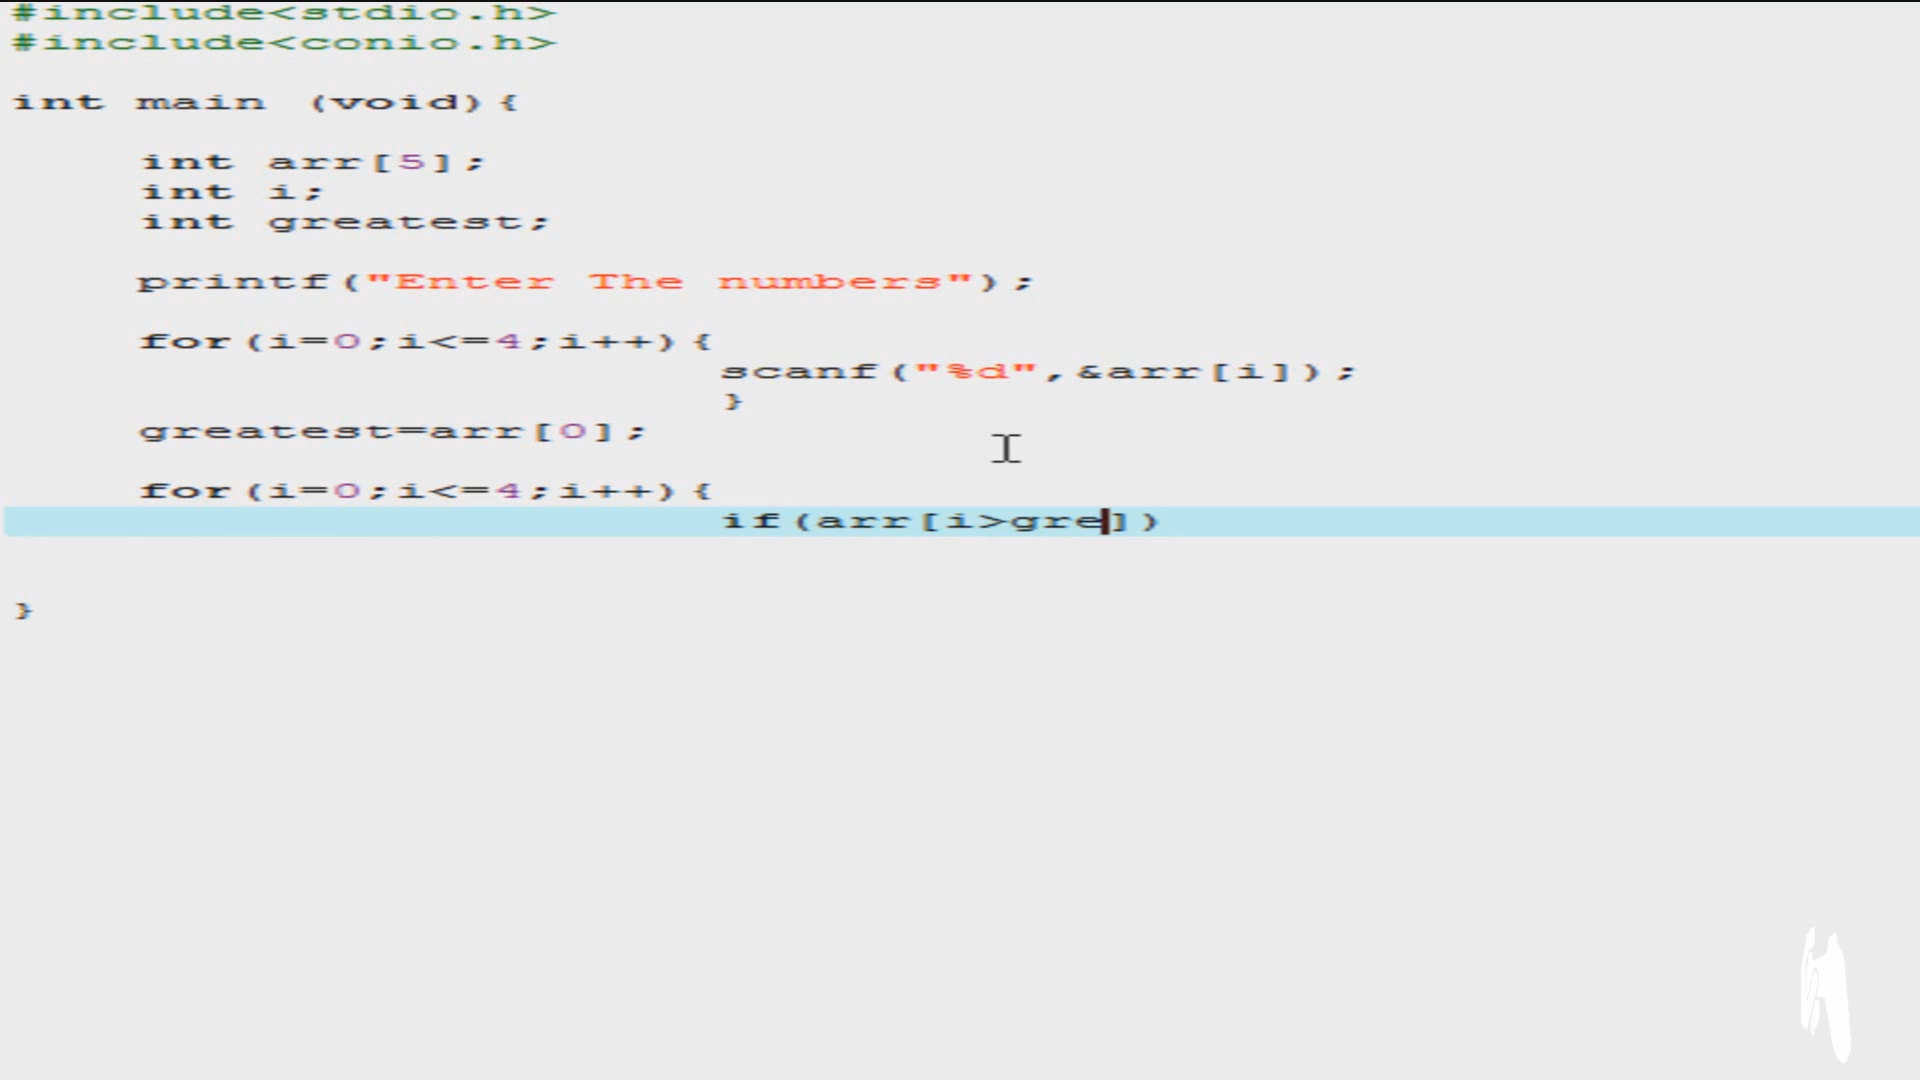 #include<stdio.h>
#include<conio.h>
int main (void){
int arr[5];
int i;
int greatest;
printf("Enter The numbers");
for(i=0;i<=4;i++){
scanf("%d",&arr[i]);
}
greatest=arr[0];
for(i=0;i<=4;i++){
if(arr[i>gre])
}